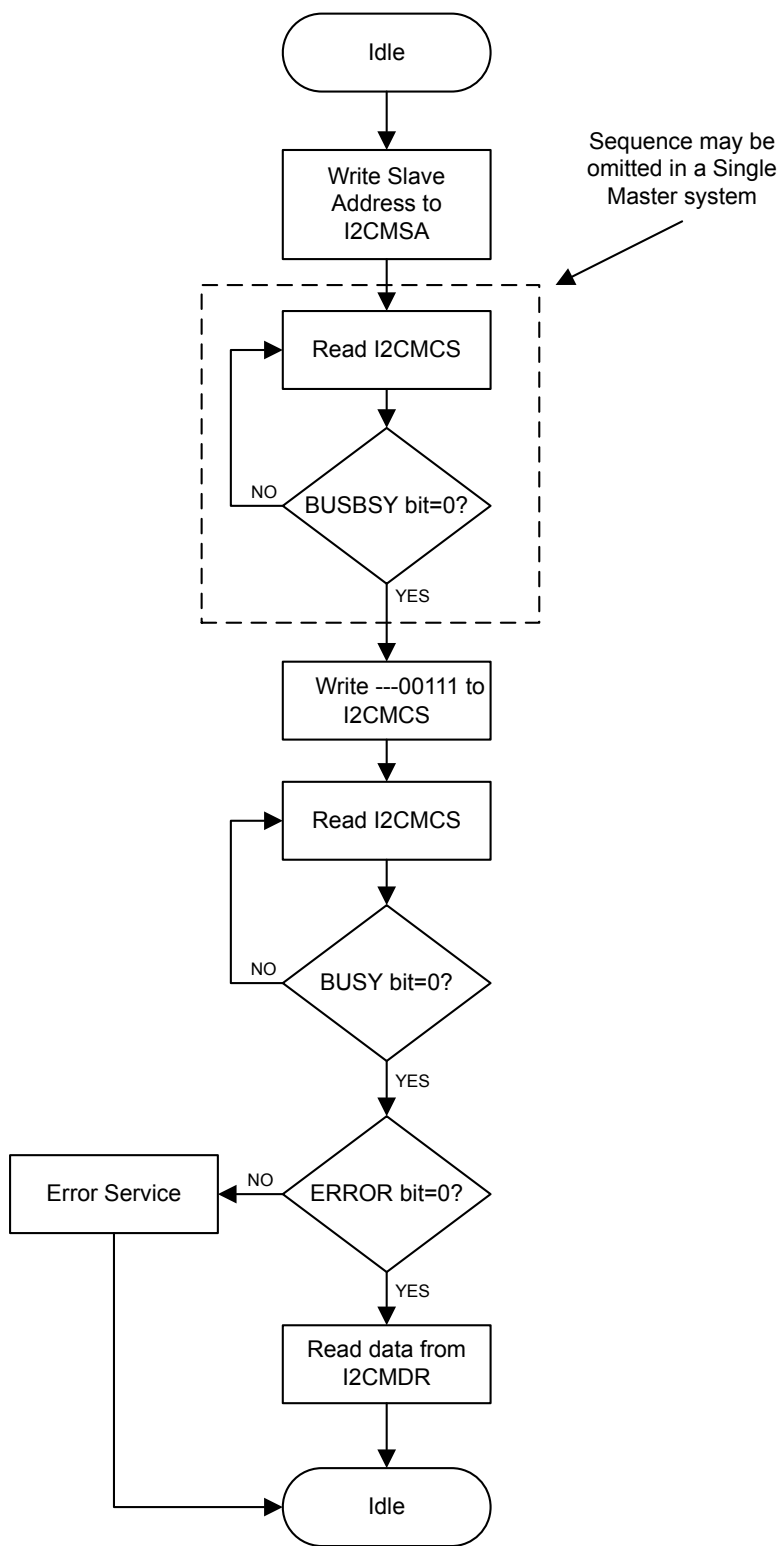 Idle
Sequence may be
omitted in a Single
Master system
Write Slave
Address to
I2CMSA
Read I2CMCS
NO
BUSBSY bit=0?
YES
Write ---00111 to
I2CMCS
Read I2CMCS
NO
BUSY bit=0?
YES
Error Service
NO
ERROR bit=0?
YES
Read data from
I2CMDR
Idle